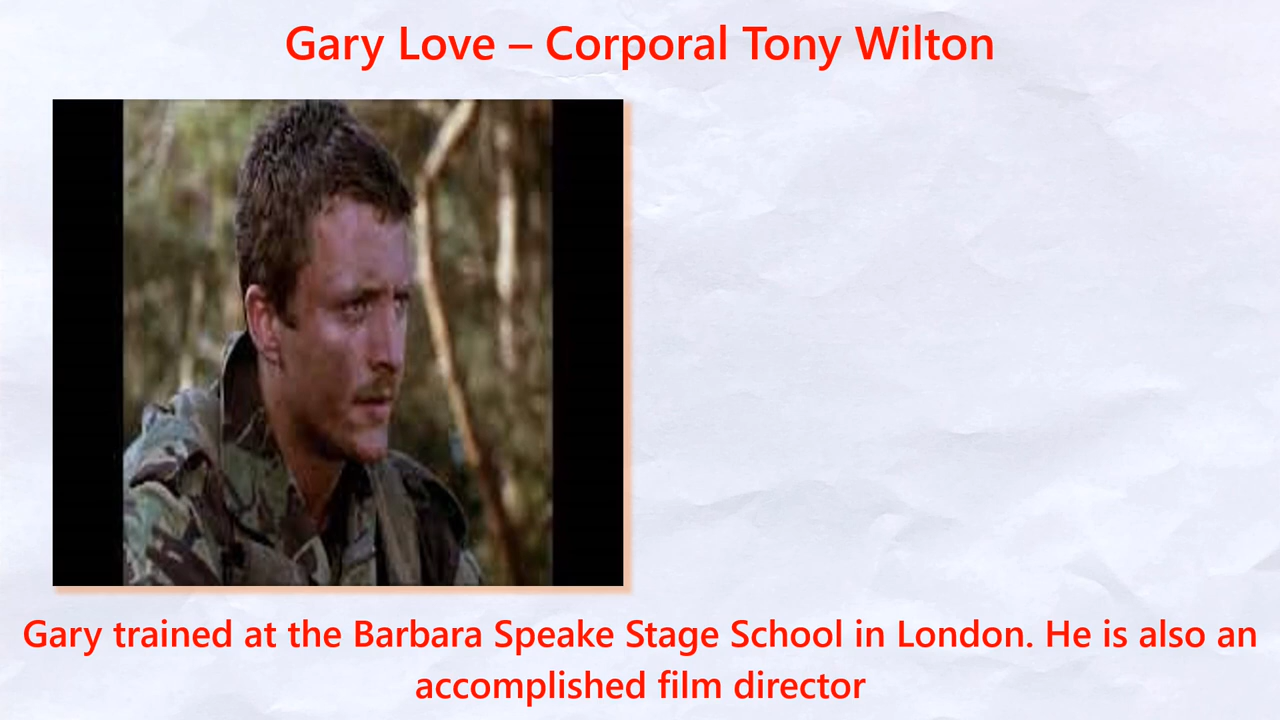 Gary Love – Corporal Tony Wilton
Gary trained at the Barbara Speake Stage School in London. He is also an
accomplished film director